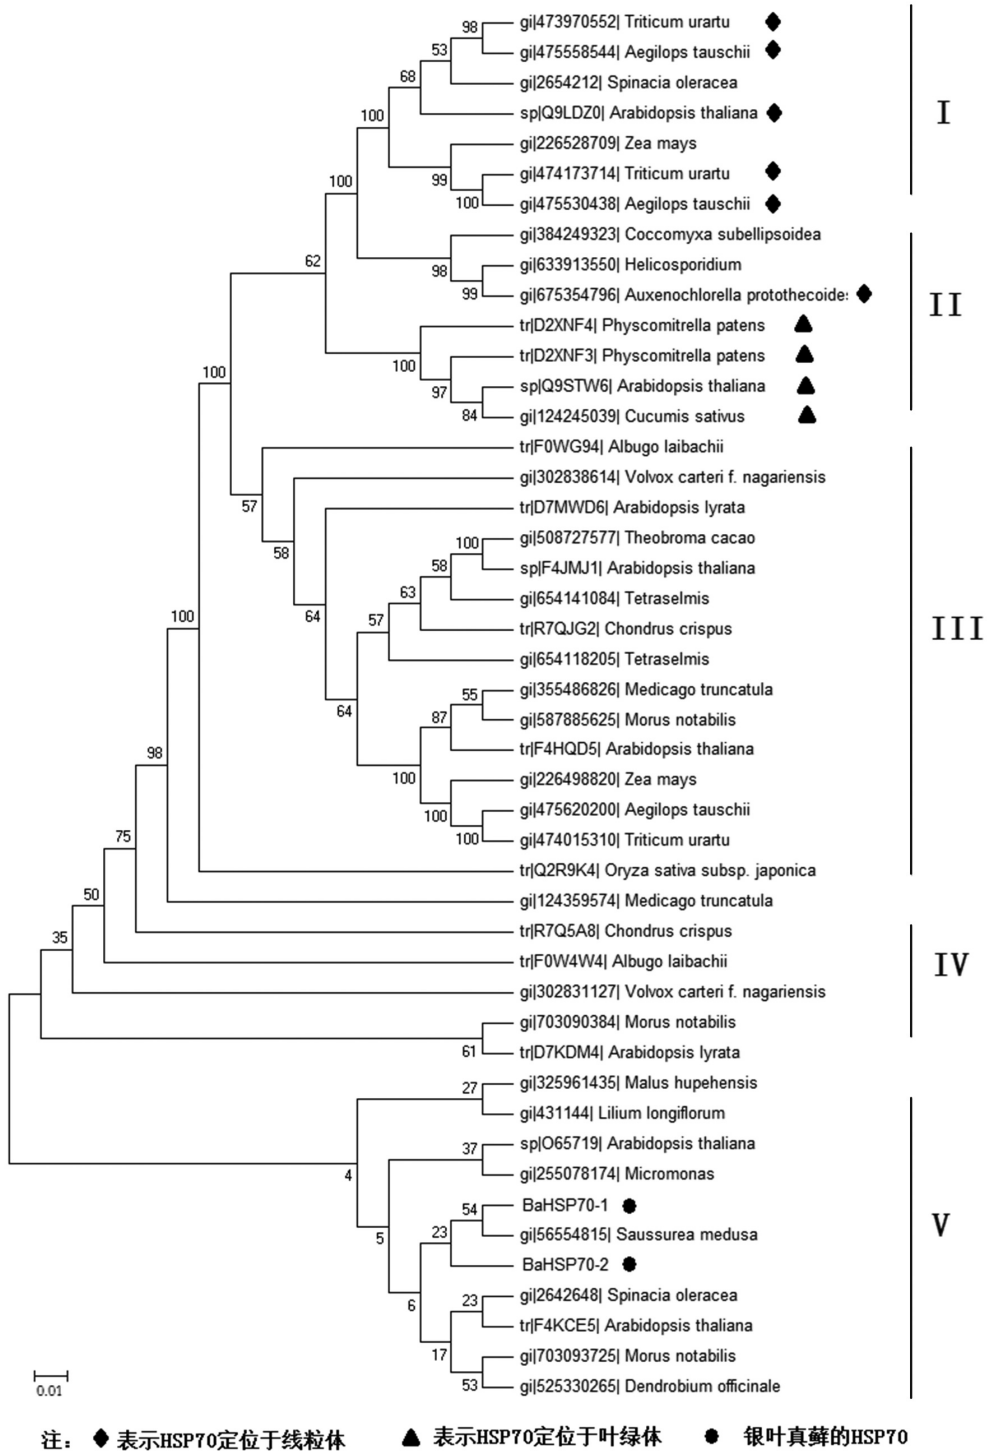 98 gi|473970552| Triticum urartu ◆
53 gi|475558544| Aegilops tauschii ◆
68 gi|2654212| Spinacia oleracea
sp|Q9LDZ0| Arabidopsis thaliana ◆
I
100 gi|226528709| Zea mays
99 gi|474173714| Triticum urartu ◆
100
100 gi|475530438| Aegilops tauschii ◆
gi|384249323| Coccomyxa subellipsoidea
62 98 gi|633913550| Helicosporidium
99 gi|675354796| Auxenochlorella protothecoides ◆
II
tr|D2XNF4| Physcomitrella patens ▲
100 tr|D2XNF3| Physcomitrella patens ▲
100 97 sp|Q9STW6| Arabidopsis thaliana ▲
84 gi|124245039| Cucumis sativus ▲
tr|F0WG94| Albugo laibachii
gi|302838614| Volvox carteri f. nagariensis
57 tr|D7MWD6| Arabidopsis lyrata
100 gi|508727577| Theobroma cacao
58 58 sp|F4JMJ1| Arabidopsis thaliana
63 gi|654141084| Tetraselmis
100 64 57 tr|R7QJG2| Chondrus crispus
III
gi|654118205| Tetraselmis
55 gi|355486826| Medicago truncatula
64 87 gi|587885625| Morus notabilis
98 tr|F4HQD5| Arabidopsis thaliana
100 gi|226498820| Zea mays
100 gi|475620200| Aegilops tauschii
75 100 gi|474015310| Triticum urartu
tr|Q2R9K4| Oryza sativa subsp. japonica
50 gi|124359574| Medicago truncatula
35 tr|R7Q5A8| Chondrus crispus
tr|F0W4W4| Albugo laibachii
IV
gi|302831127| Volvox carteri f. nagariensis
gi|703090384| Morus notabilis
61 tr|D7KDM4| Arabidopsis lyrata
27 gi|325961435| Malus hupehensis
gi|431144| Lilium longiflorum
37 sp|O65719| Arabidopsis thaliana
4 gi|255078174| Micromonas
54 BaHSP70-1 ●
V
5 23 gi|56554815| Saussurea medusa
BaHSP70-2 ●
6 23 gi|2642648| Spinacia oleracea
tr|F4KCE5| Arabidopsis thaliana
17 gi|703093725| Morus notabilis
53 gi|525330265| Dendrobium officinale
0.01
注: ◆ 表示HSP70定位于线粒体 ▲ 表示HSP70定位于叶绿体 ● 银叶真藓的HSP70